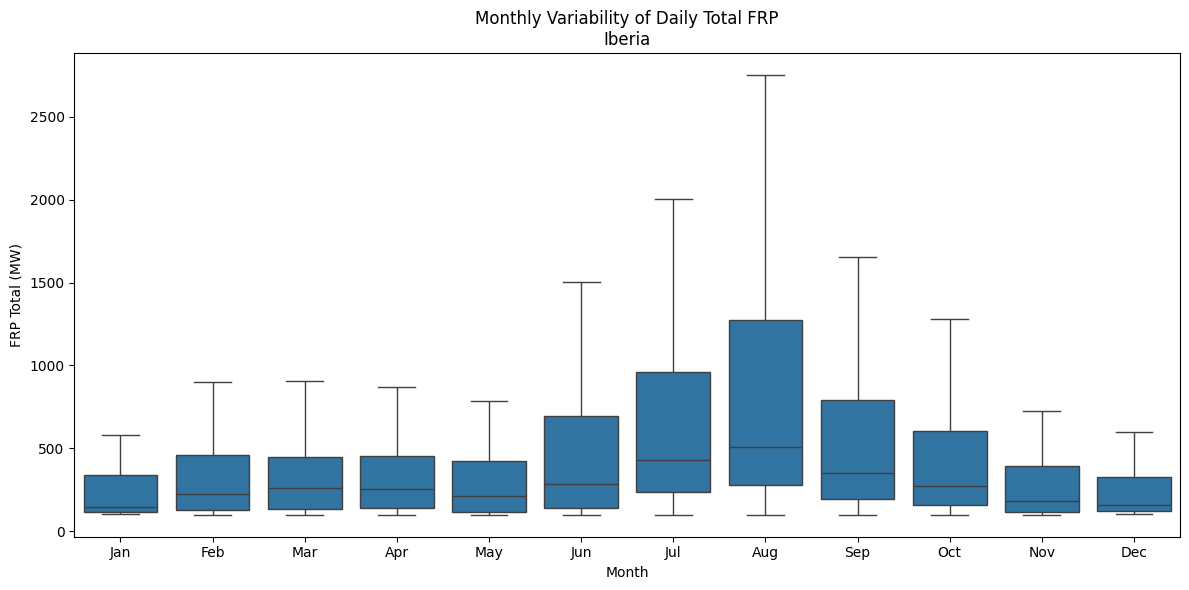 Monthly Variability of Daily Total FRP
Iberia
FRP Total (MW)
2500
2000
1500
1000
500
0
Jan Feb Mar Apr May Jun Jul Aug Sep Oct Nov Dec
Month